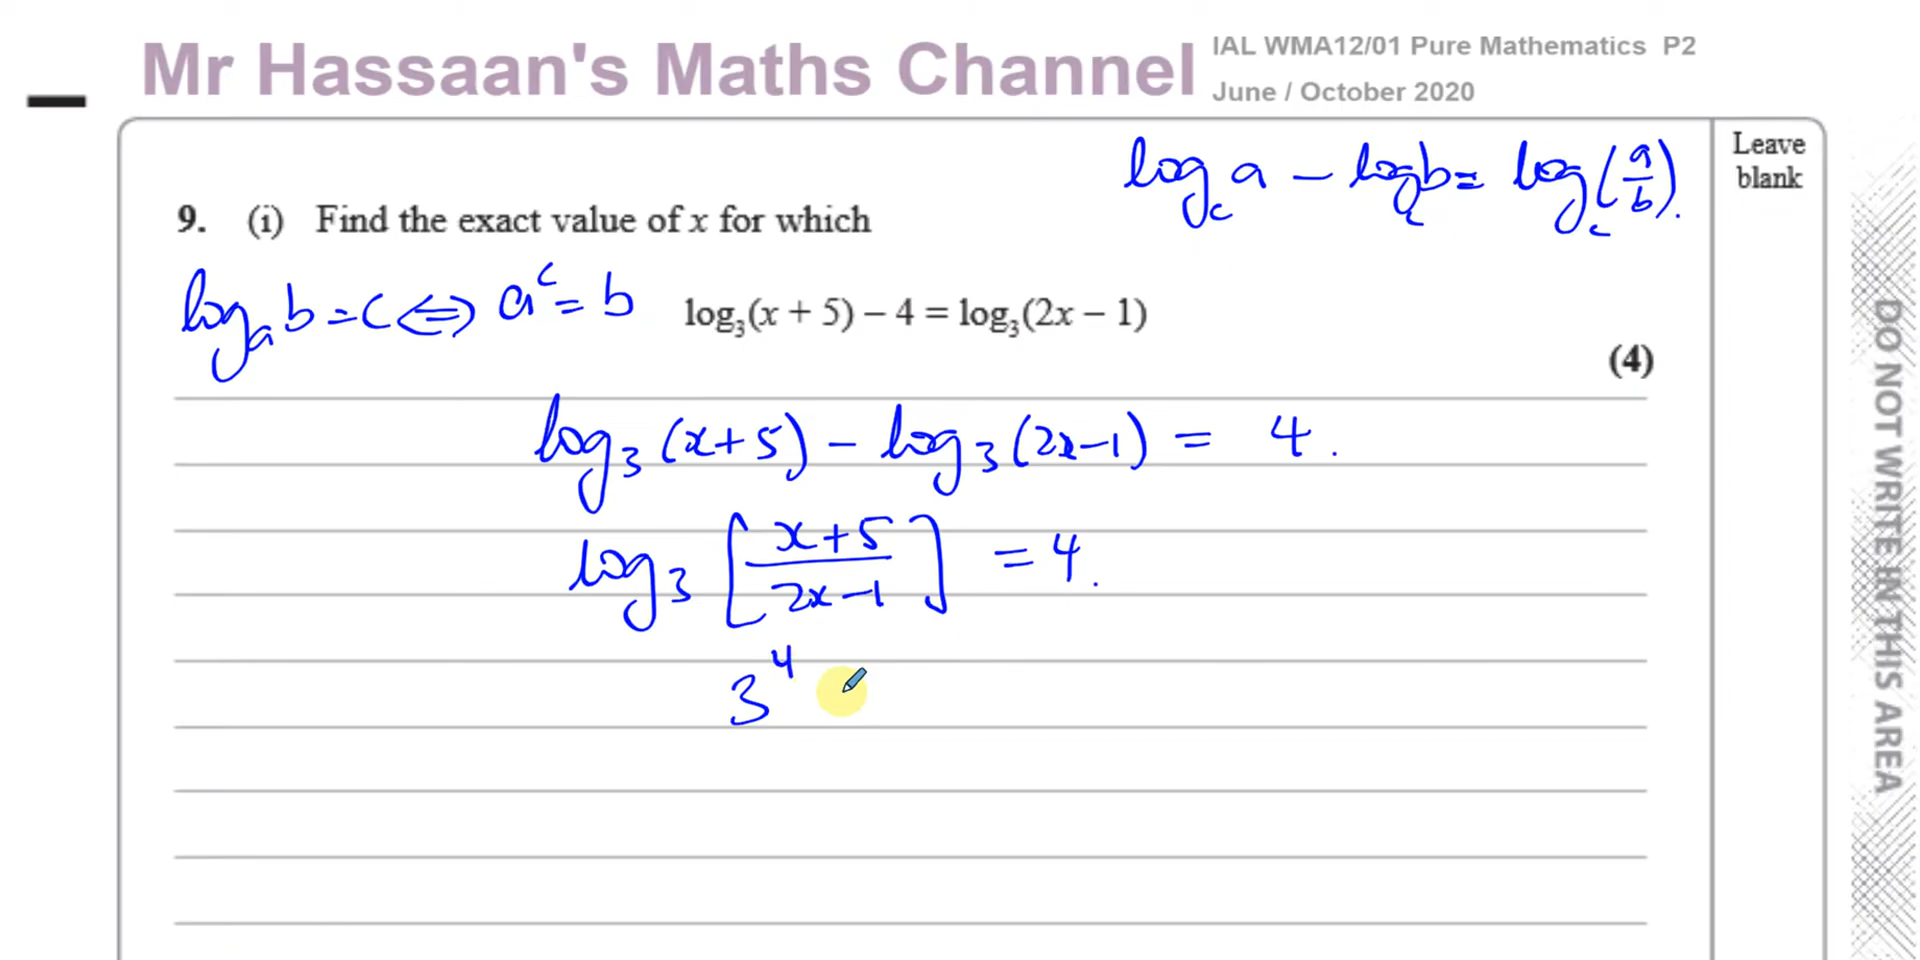 Mr Hassaan's Maths Channel
IAL WMA12/01 Pure Mathematics P2
June / October 2020
Leave
blank
log_c a − log_c b = log_c (a/b).
9. (i) Find the exact value of x for which
log_a b = c ⇔ a^c = b
log₃(x + 5) − 4 = log₃(2x − 1)
(4)
log₃ (x+5) − log₃ (2x−1) = 4.
log₃ [(x+5)/(2x−1)] = 4.
3⁴
DO NOT WRITE IN THIS AREA